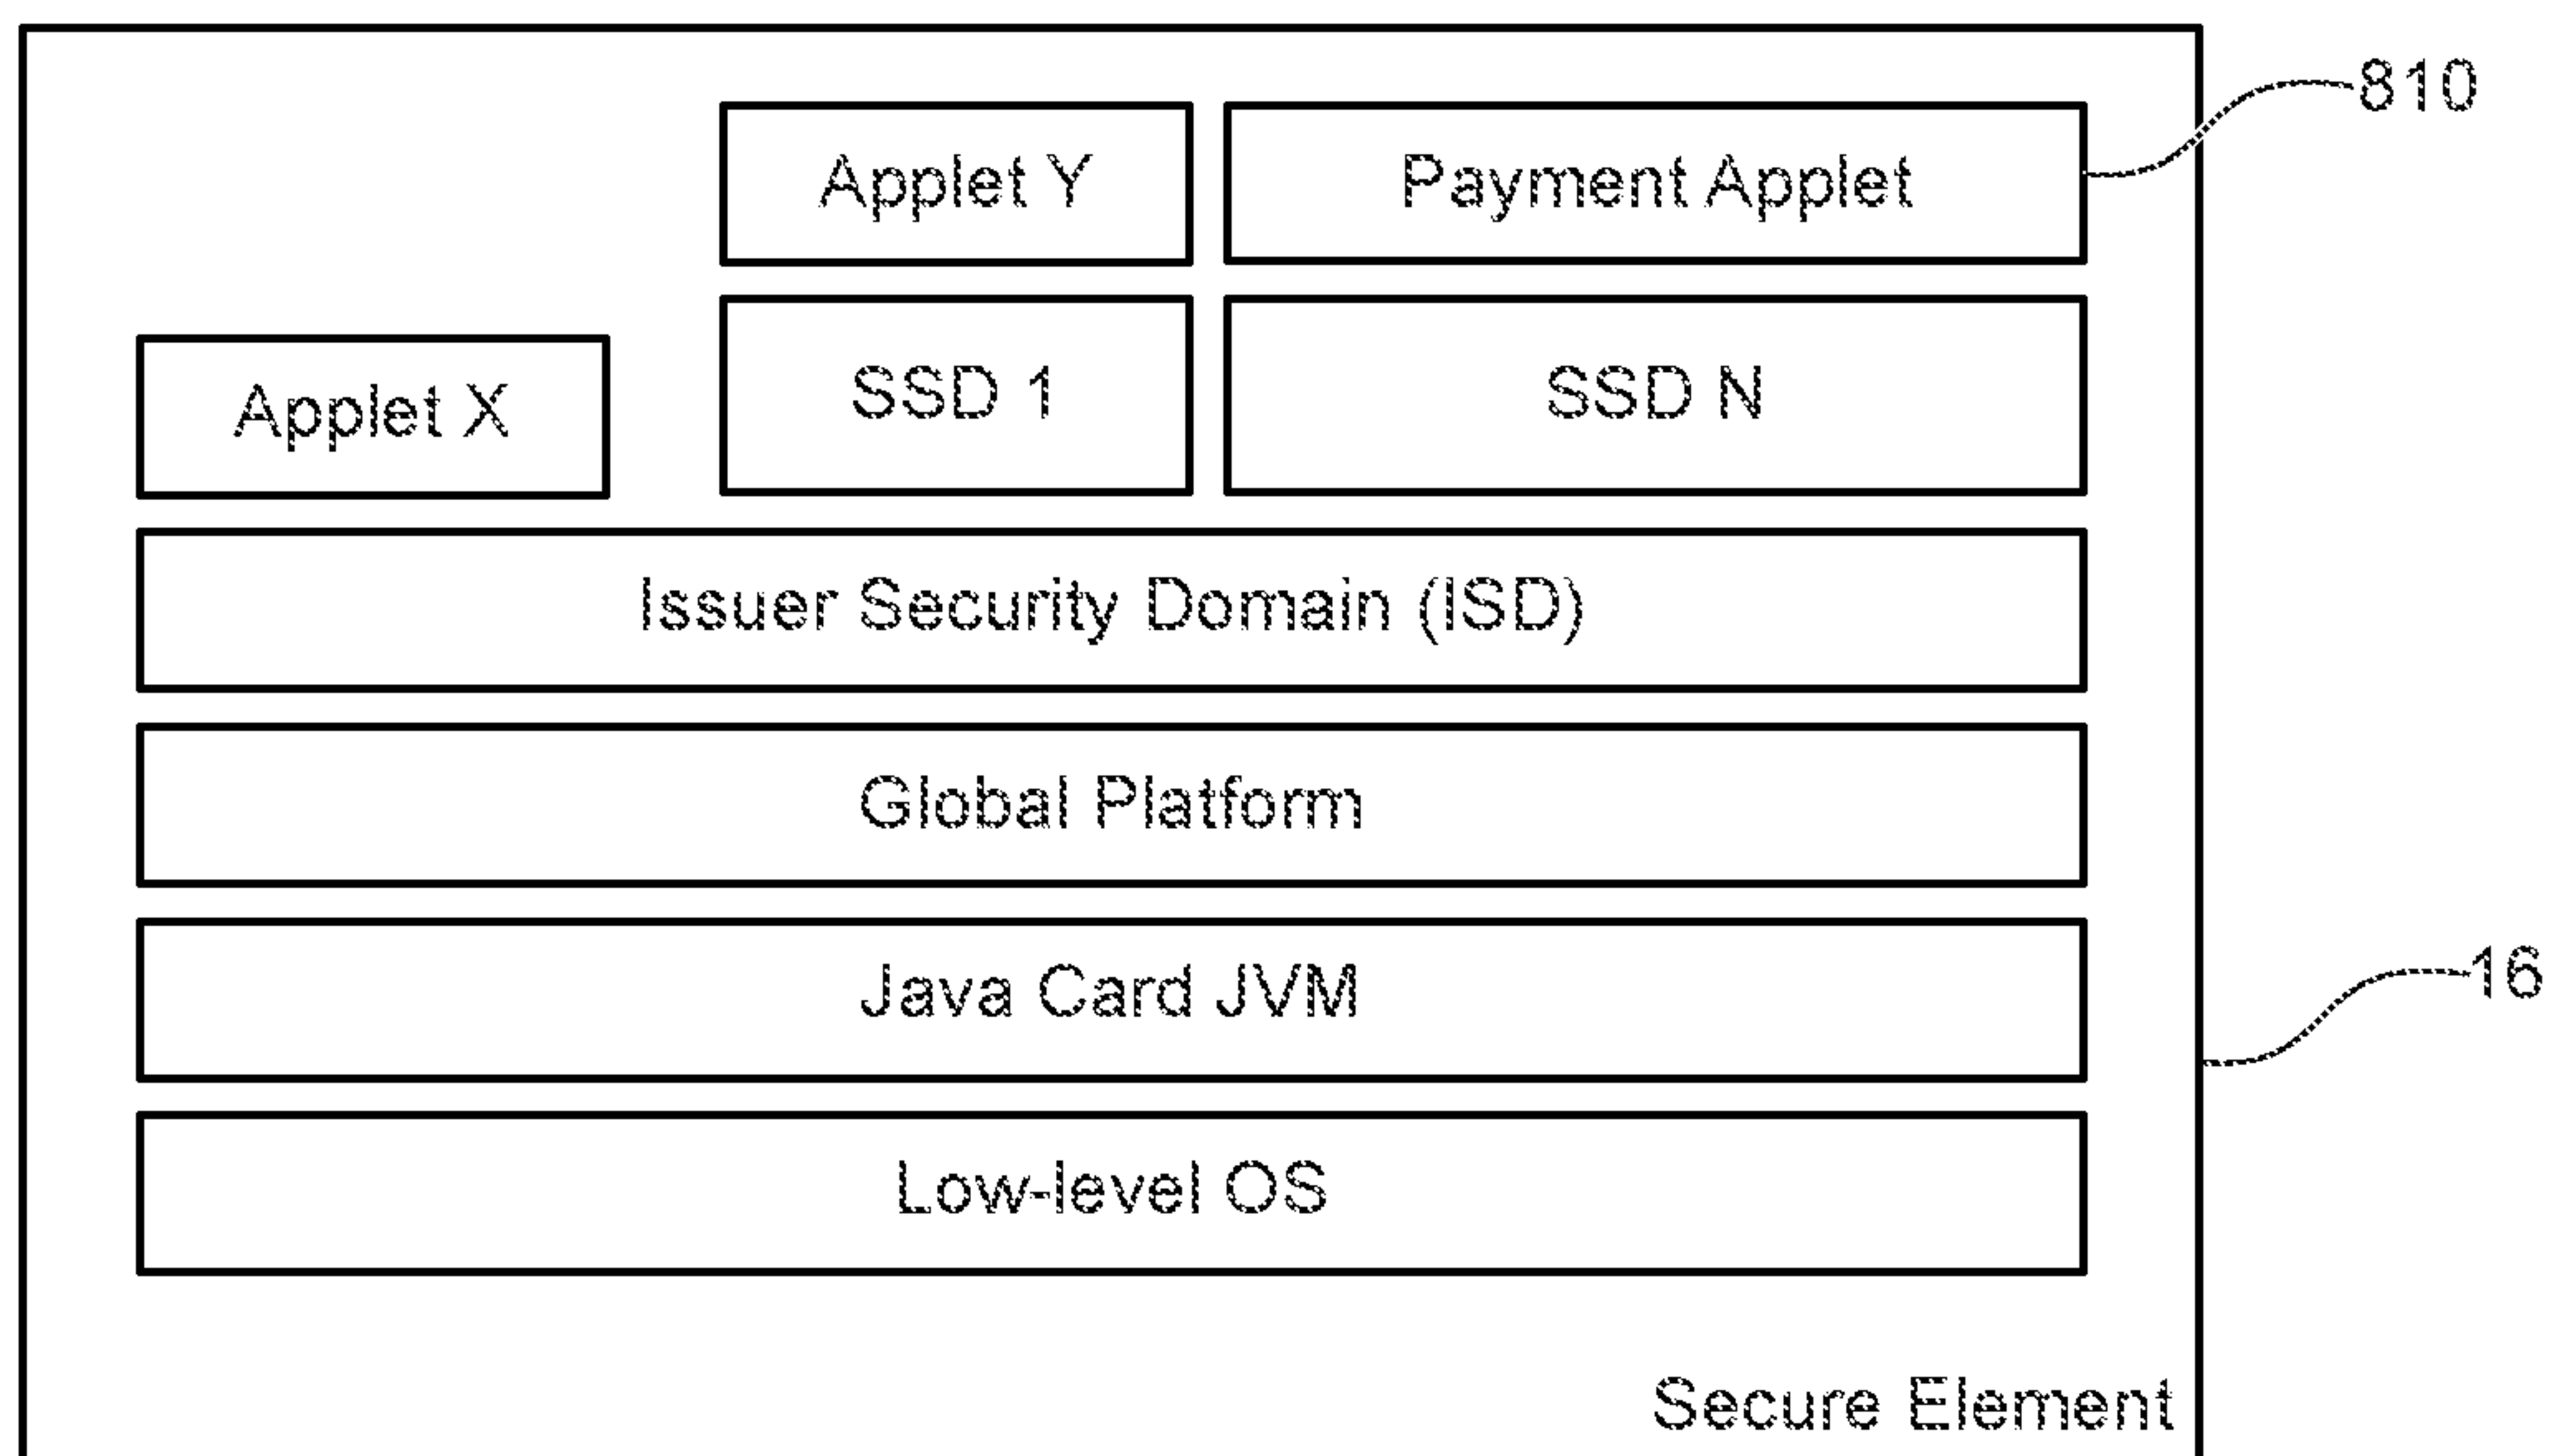 810
Applet Y
Payment Applet
Applet X
SSD 1
SSD N
Issuer Security Domain (ISD)
Global Platform
Java Card JVM
16
Low-level OS
Secure Element